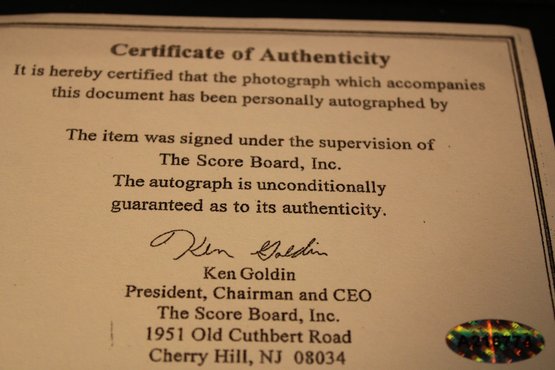 Certificate of Authenticity
It is hereby certified that the photograph which accompanies
this document has been personally autographed by
The item was signed under the supervision of
The Score Board, Inc.
The autograph is unconditionally
guaranteed as to its authenticity.
Ken Goldin
Ken Goldin
President, Chairman and CEO
The Score Board, Inc.
1951 Old Cuthbert Road
Cherry Hill, NJ 08034